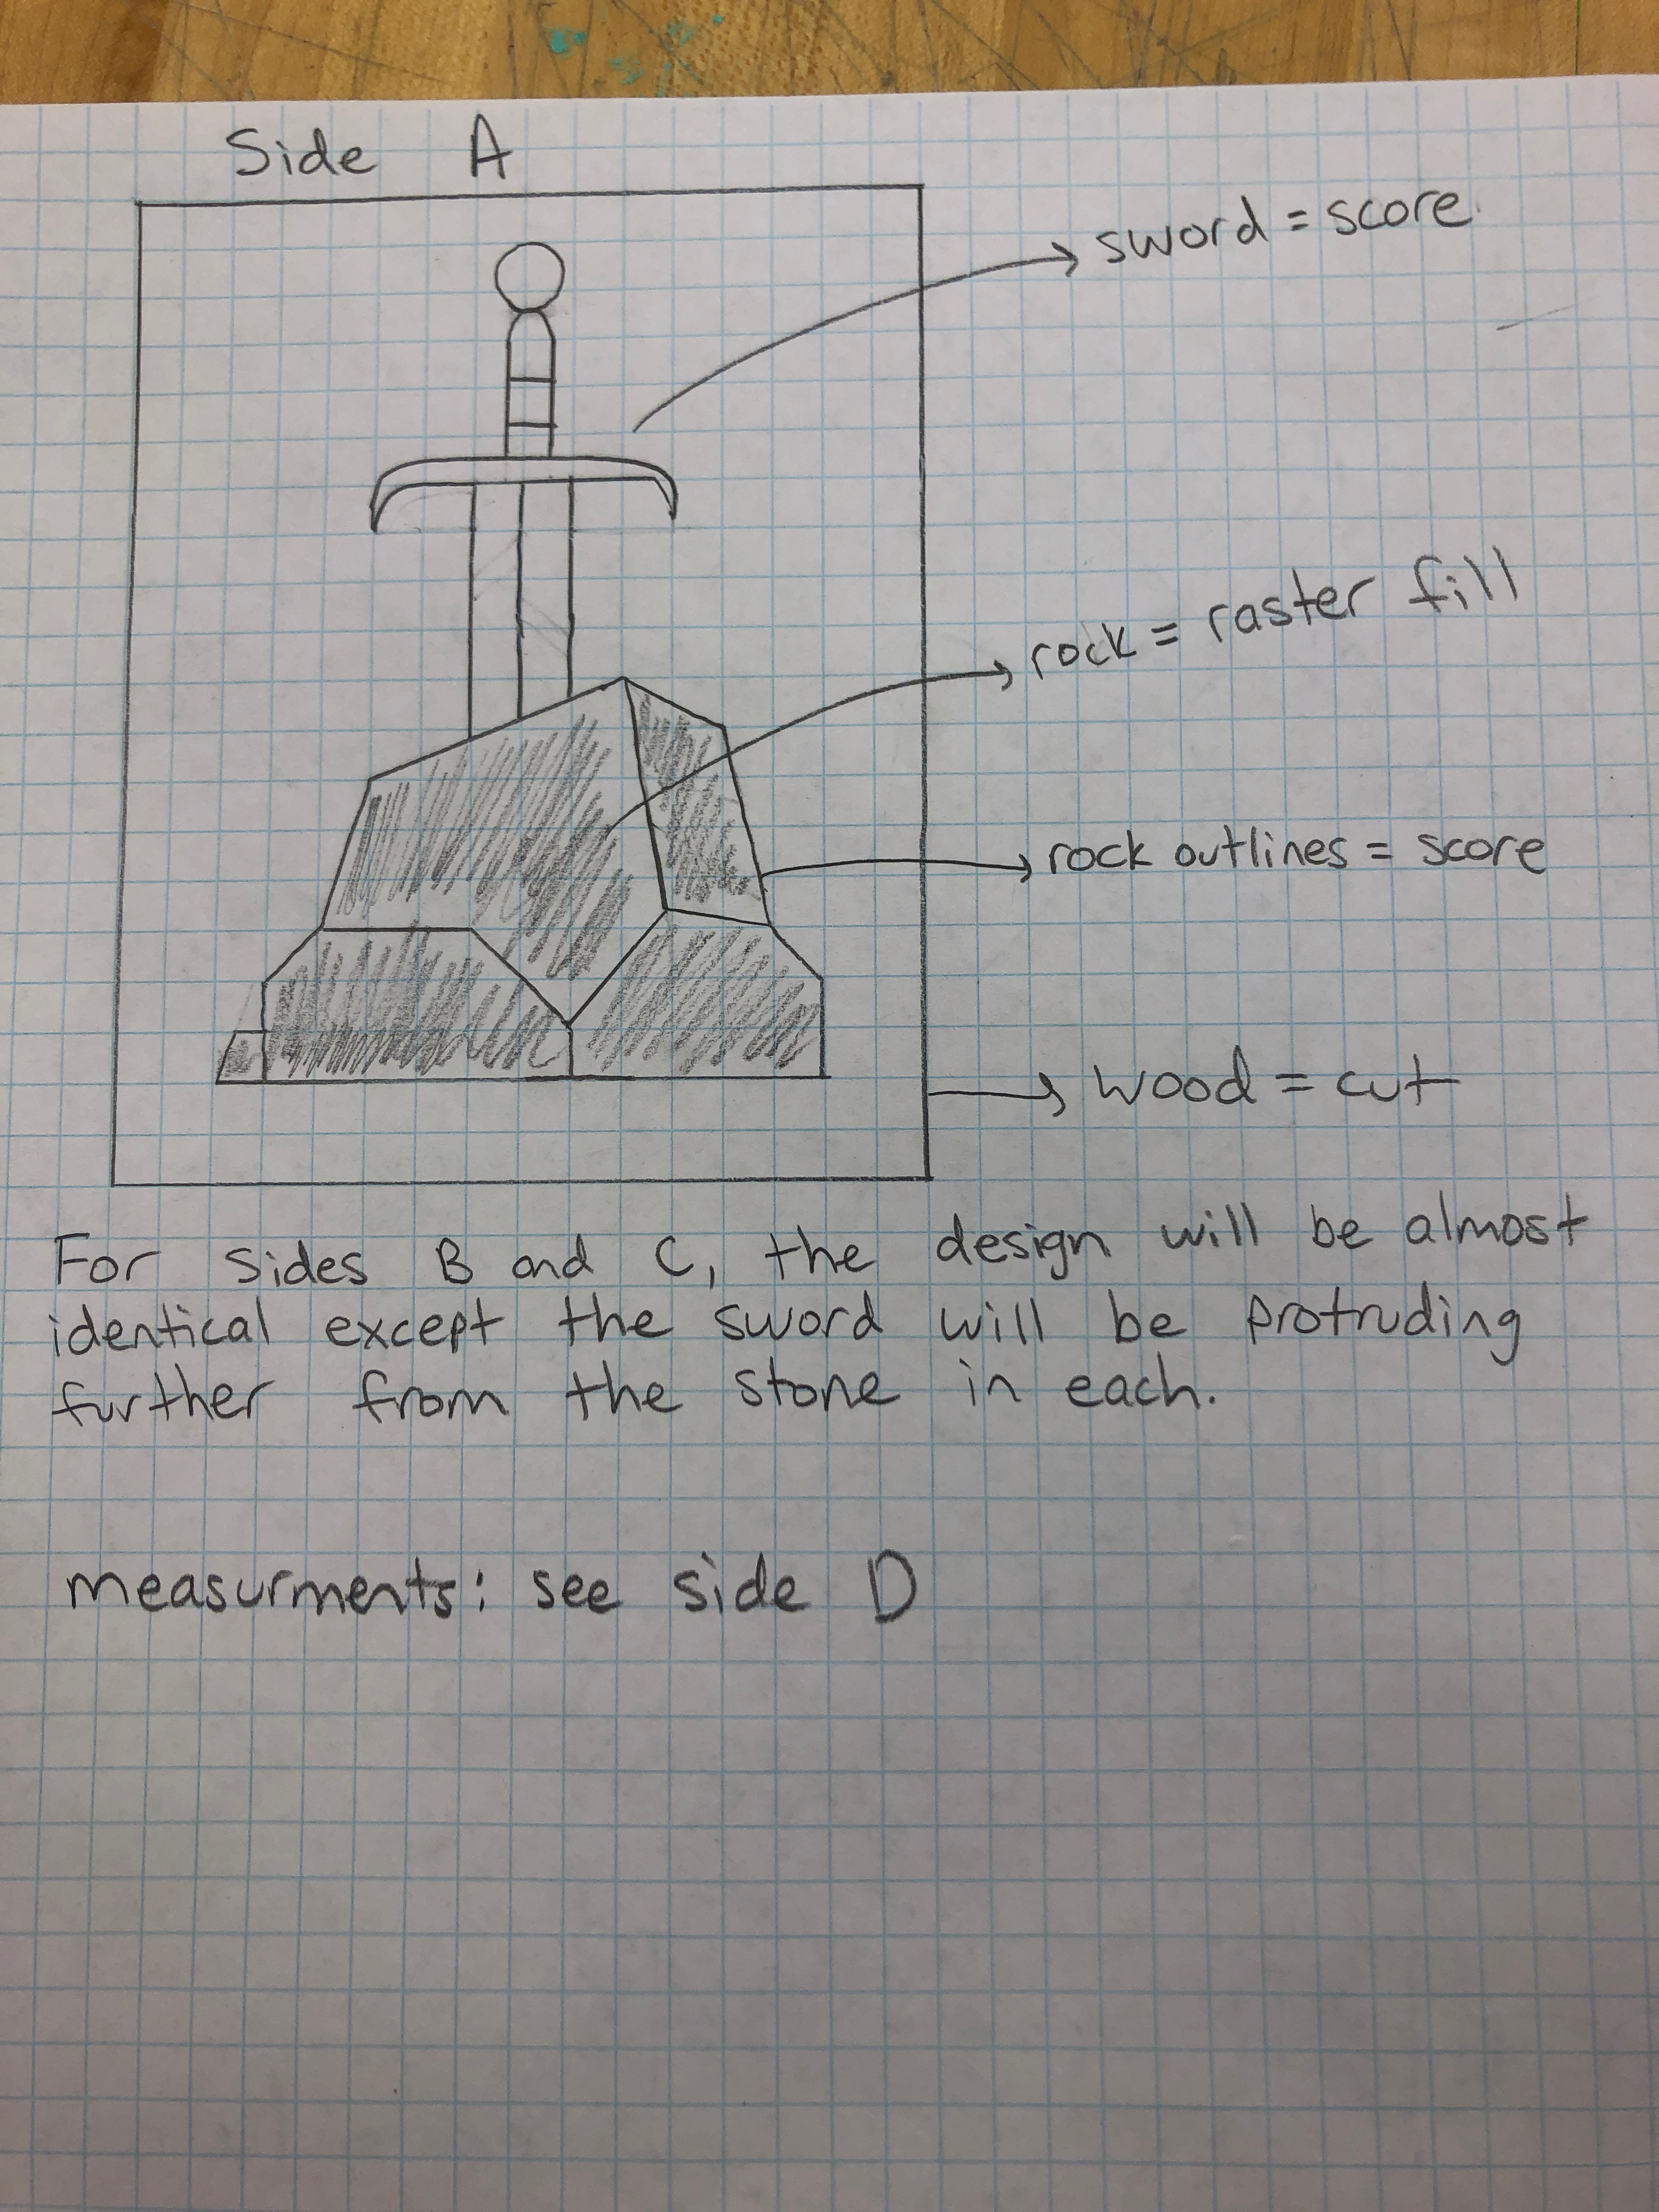 Side A
sword = score
rock = raster fill
rock outlines = score
wood = cut
For sides B and C, the design will be almost
identical except the sword will be protruding
further from the stone in each.
measurments: see side D